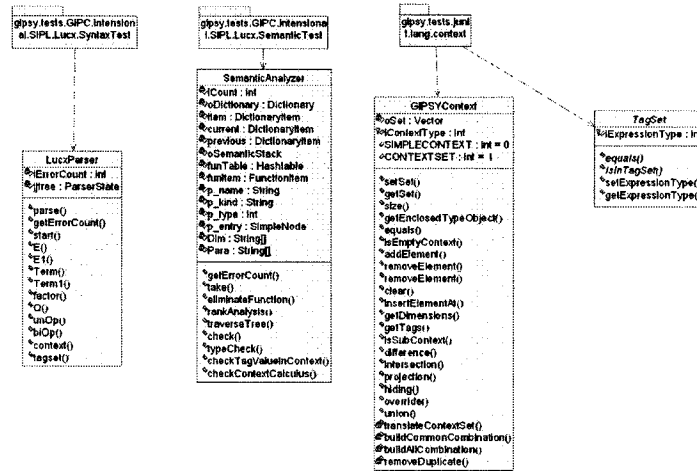 gipsy.tests.GIPC.Intension
al.SIPL.Lucx.SyntaxTest
LucxParser
iErrorCount : int
jjtree : ParserState
parse()
getErrorCount()
start()
E()
E1()
Term()
Term1()
factor()
Q()
unOp()
biOp()
context()
tagset()
gipsy.tests.GIPC.Intensiona
l.SIPL.Lucx.SemanticTest
SemanticAnalyzer
iCount : int
oDictionary : Dictionary
item : DictionaryItem
current : DictionaryItem
previous : DictionaryItem
oSemanticStack
funTable : Hashtable
funItem : FunctionItem
p_name : String
p_kind : String
p_type : int
p_entry : SimpleNode
Dim : String[]
Para : String[]
getErrorCount()
take()
eliminateFunction()
rankAnalysis()
traverseTree()
check()
typeCheck()
checkTagValueInContext()
checkContextCalculus()
gipsy.tests.juni
t.lang.context
GIPSYContext
oSet : Vector
iContextType : int
SIMPLECONTEXT : int = 0
CONTEXTSET : int = 1
setSet()
getSet()
size()
getEnclosedTypeObject()
equals()
isEmptyContext()
addElement()
removeElement()
removeElement()
clear()
insertElementAt()
getDimensions()
getTags()
isSubContext()
difference()
intersection()
projection()
hiding()
override()
union()
translateContextSet()
buildCommonCombination()
buildAllCombination()
removeDuplicate()
TagSet
iExpressionType : int
equals()
isInTagSet()
setExpressionType()
getExpressionType()